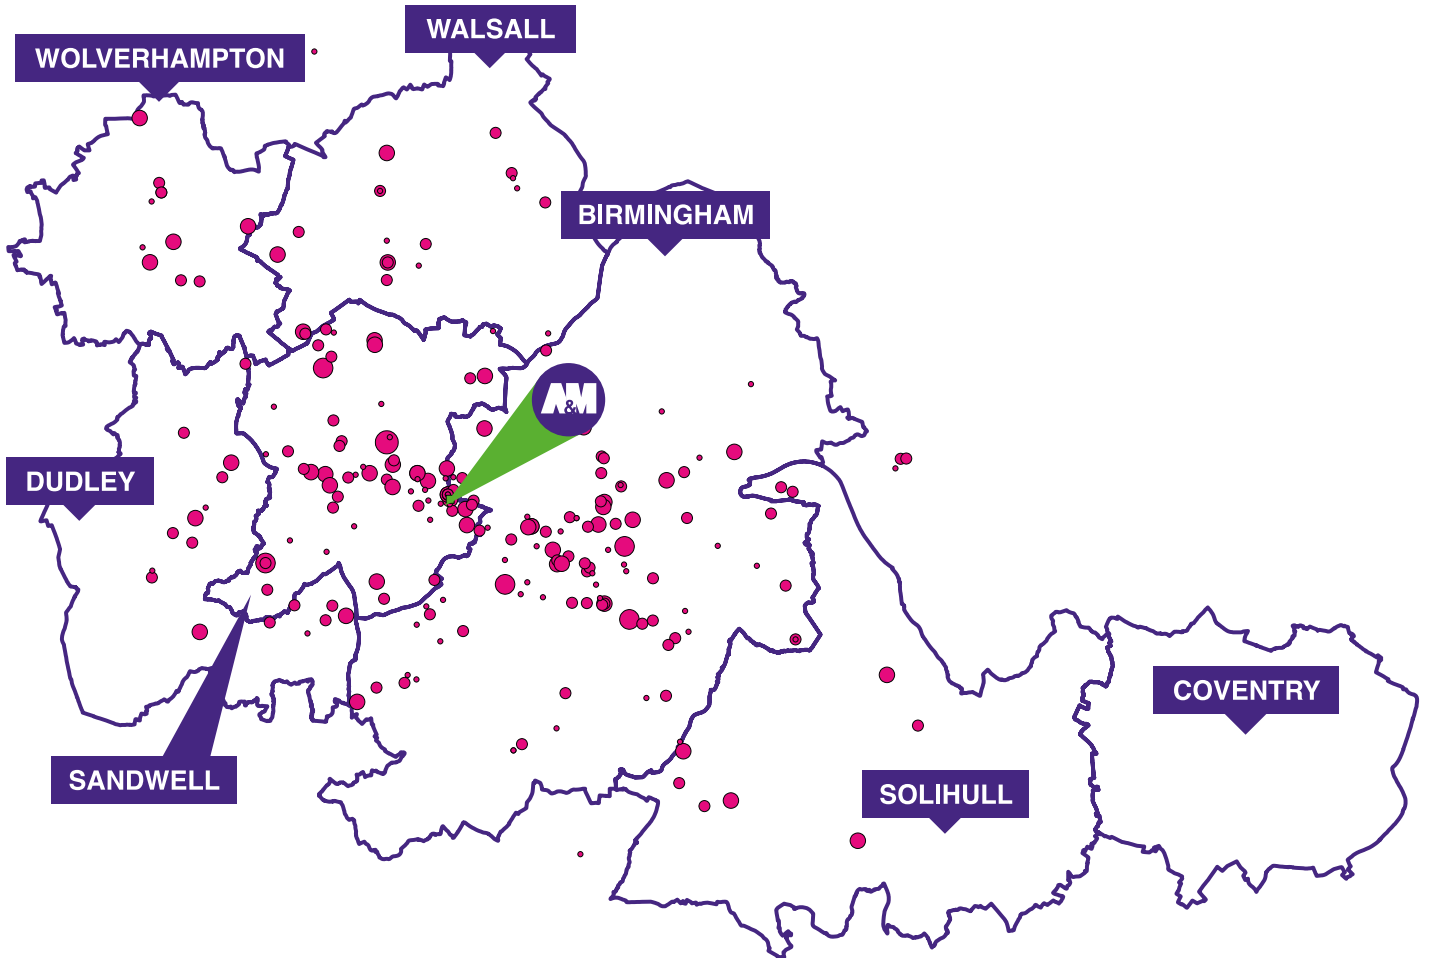 WALSALL
WOLVERHAMPTON
BIRMINGHAM
A&M
DUDLEY
COVENTRY
SANDWELL
SOLIHULL